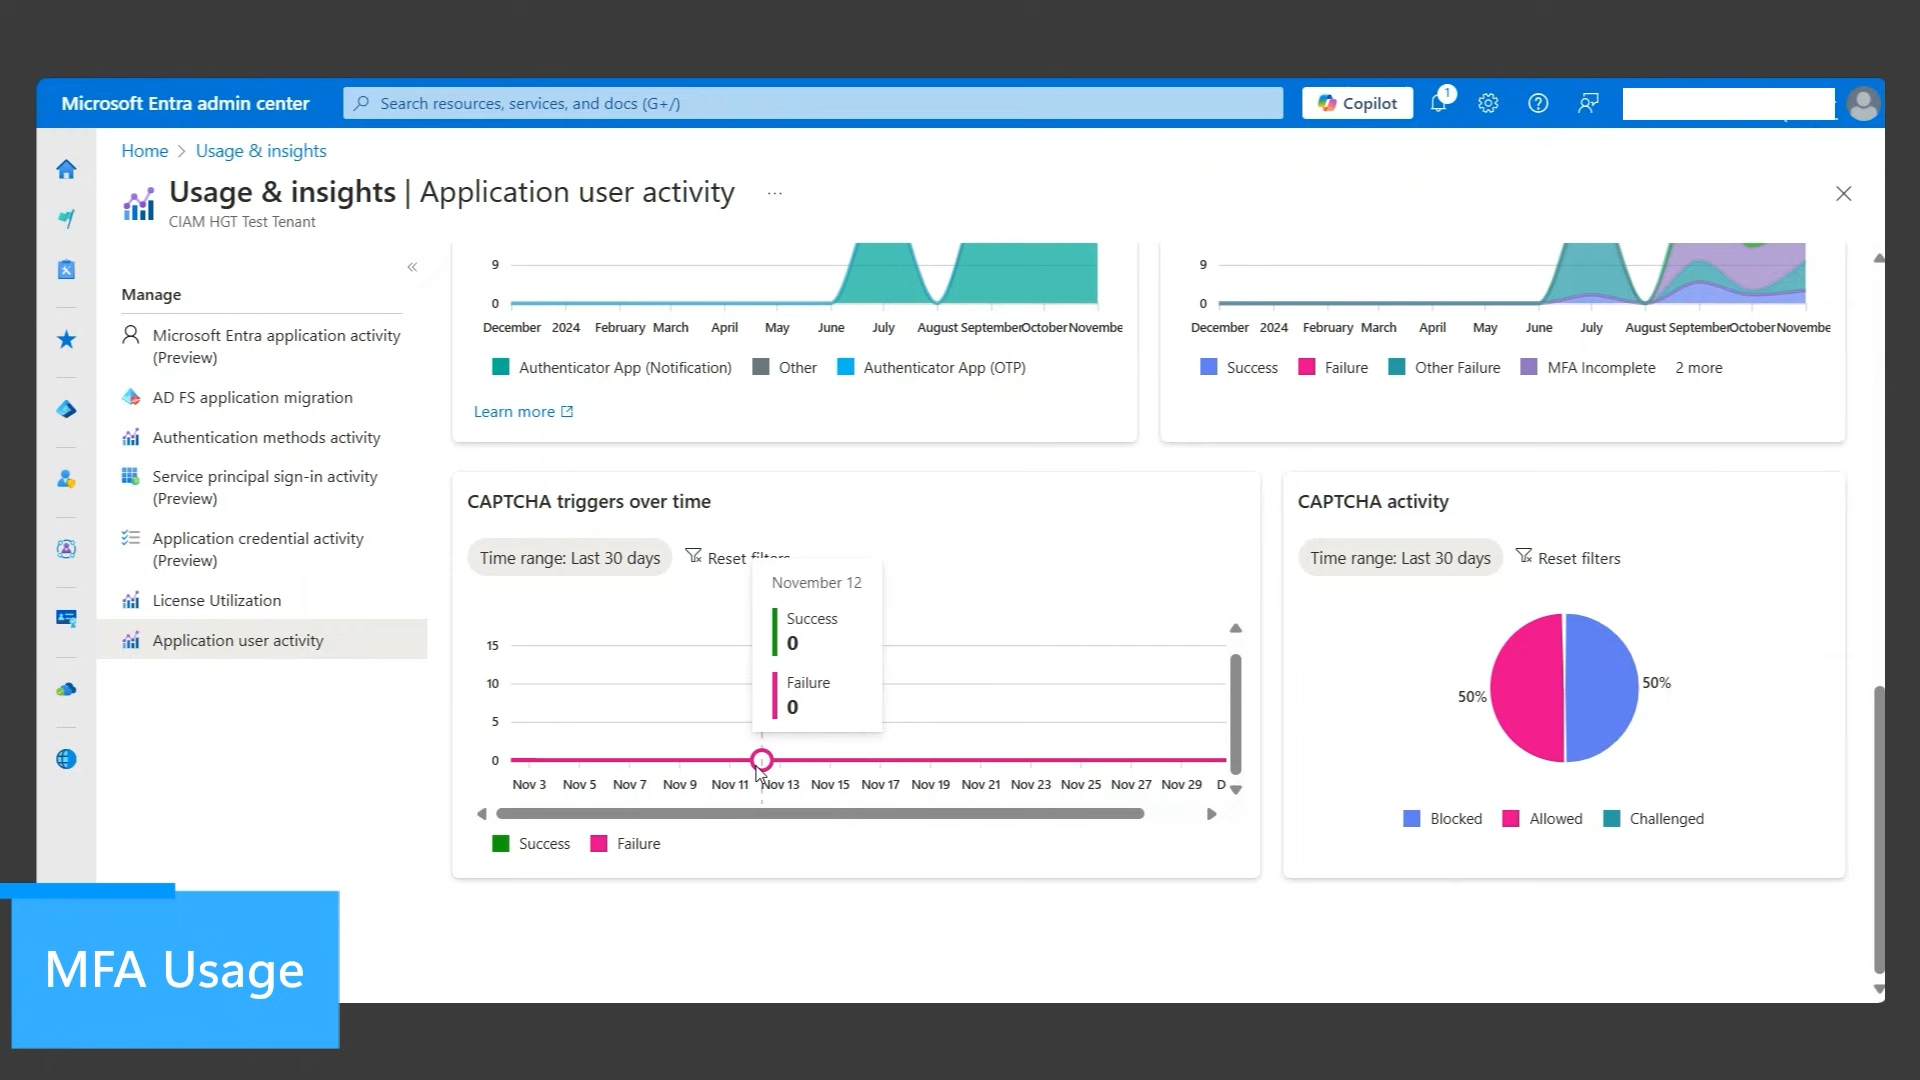 Microsoft Entra admin center
Search resources, services, and docs (G+/)
Copilot
1
Home > Usage & insights
Usage & insights | Application user activity ...
CIAM HGT Test Tenant
Manage
Microsoft Entra application activity
(Preview)
AD FS application migration
Authentication methods activity
Service principal sign-in activity
(Preview)
Application credential activity
(Preview)
License Utilization
Application user activity
9
0
December 2024 February March April May June July August September October Novembe
Authenticator App (Notification) Other Authenticator App (OTP)
Learn more
9
0
December 2024 February March April May June July August September October Novembe
Success Failure Other Failure MFA Incomplete 2 more
CAPTCHA triggers over time
Time range: Last 30 days Reset filters
November 12
Success
0
Failure
0
15
10
5
0
Nov 3 Nov 5 Nov 7 Nov 9 Nov 11 Nov 13 Nov 15 Nov 17 Nov 19 Nov 21 Nov 23 Nov 25 Nov 27 Nov 29 D
Success Failure
CAPTCHA activity
Time range: Last 30 days Reset filters
50%
50%
Blocked Allowed Challenged
MFA Usage